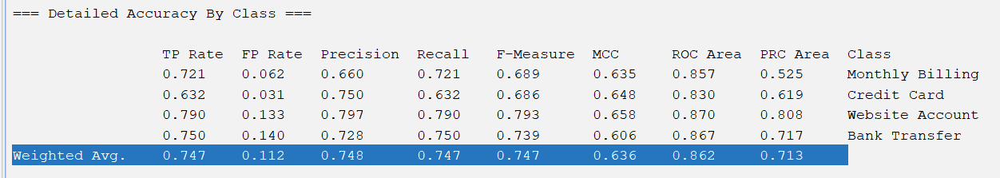 === Detailed Accuracy By Class ===
TP Rate FP Rate Precision Recall F-Measure MCC ROC Area PRC Area Class
0.721 0.062 0.660 0.721 0.689 0.635 0.857 0.525 Monthly Billing
0.632 0.031 0.750 0.632 0.686 0.648 0.830 0.619 Credit Card
0.790 0.133 0.797 0.790 0.793 0.658 0.870 0.808 Website Account
0.750 0.140 0.728 0.750 0.739 0.606 0.867 0.717 Bank Transfer
Weighted Avg. 0.747 0.112 0.748 0.747 0.747 0.636 0.862 0.713